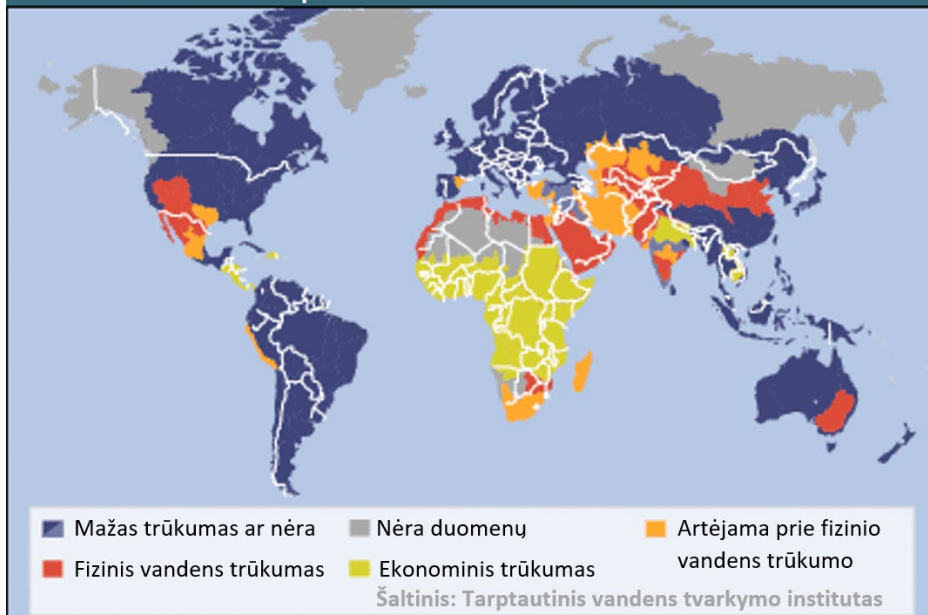 Mažas trūkumas ar nėra
Nėra duomenų
Artėjama prie fizinio
vandens trūkumo
Fizinis vandens trūkumas
Ekonominis trūkumas
Šaltinis: Tarptautinis vandens tvarkymo institutas